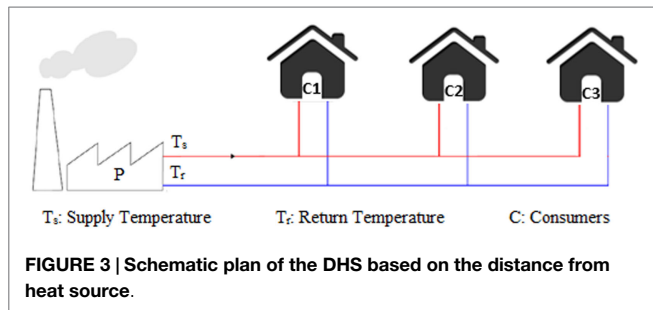 C1
C2
C3
Tₛ
Tᵣ
P
Tₛ: Supply Temperature Tᵣ: Return Temperature C: Consumers
FIGURE 3 | Schematic plan of the DHS based on the distance from
heat source.